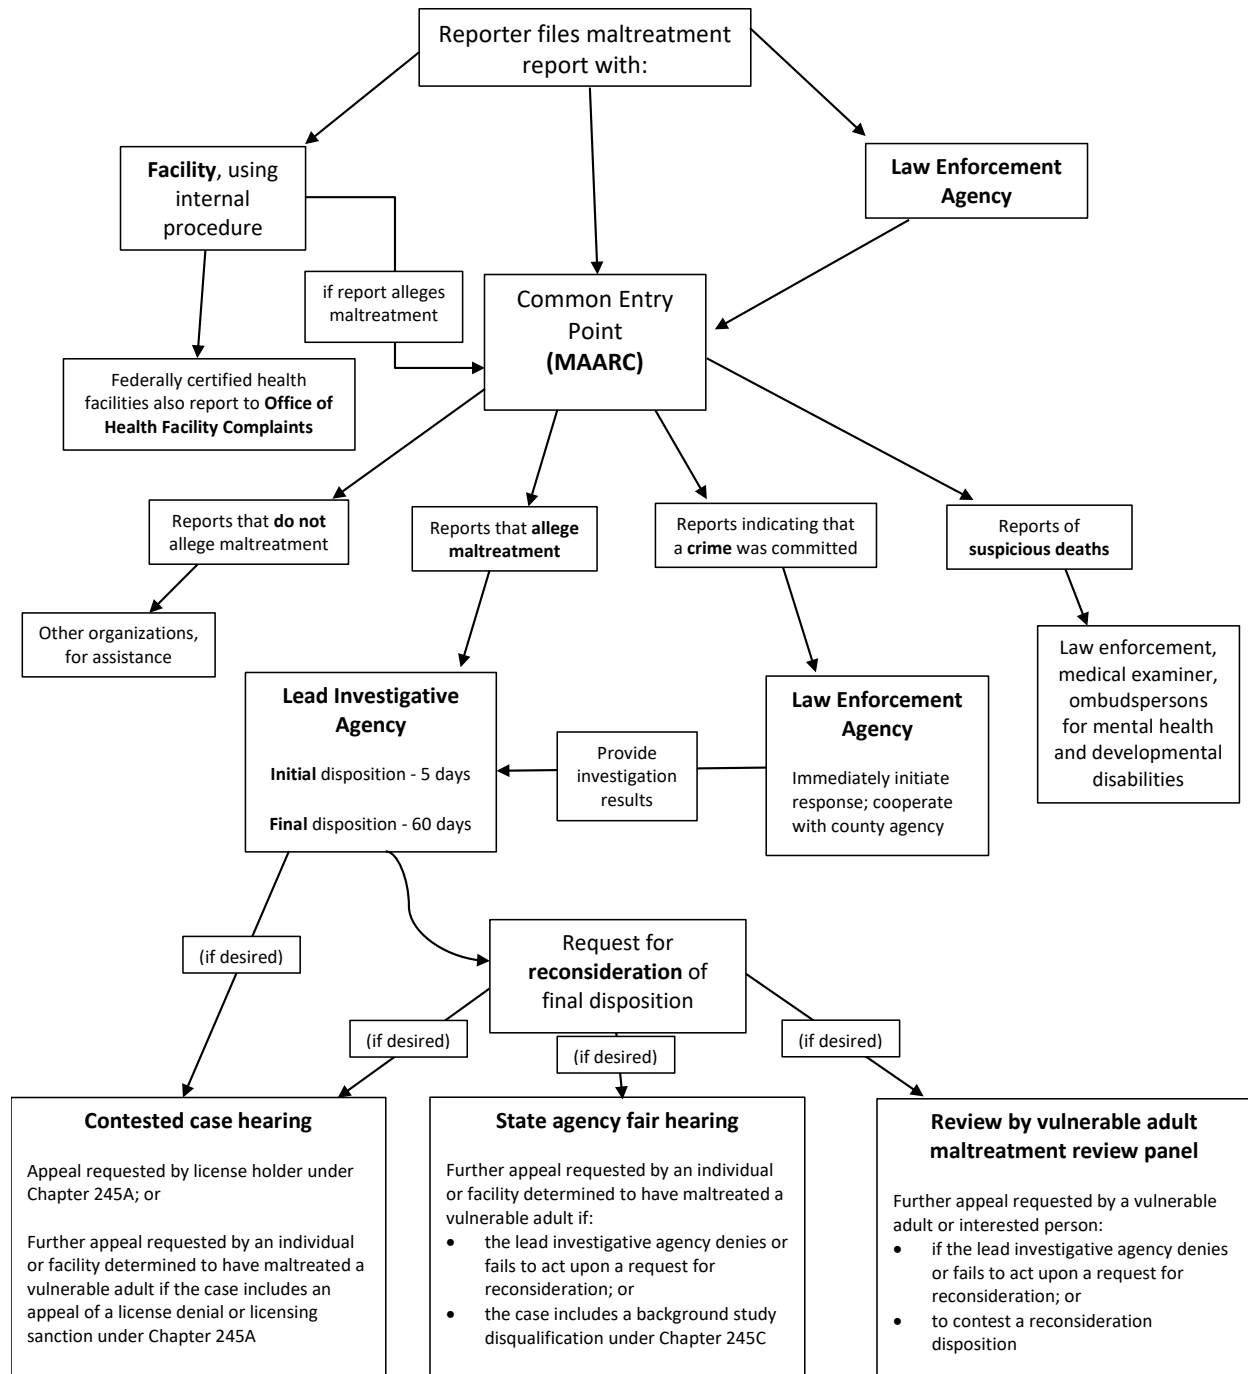 Reporter files maltreatment
report with:
Facility, using
internal
procedure
Law Enforcement
Agency
if report alleges
maltreatment
Common Entry
Point
(MAARC)
Federally certified health
facilities also report to Office of
Health Facility Complaints
Reports that do not
allege maltreatment
Reports that allege
maltreatment
Reports indicating that
a crime was committed
Reports of
suspicious deaths
Other organizations,
for assistance
Lead Investigative
Agency
Initial disposition - 5 days
Final disposition - 60 days
Provide
investigation
results
Law Enforcement
Agency
Immediately initiate
response; cooperate
with county agency
Law enforcement,
medical examiner,
ombudspersons
for mental health
and developmental
disabilities
(if desired)
Request for
reconsideration of
final disposition
(if desired)
(if desired)
(if desired)
Contested case hearing
Appeal requested by license holder under
Chapter 245A; or
Further appeal requested by an individual
or facility determined to have maltreated a
vulnerable adult if the case includes an
appeal of a license denial or licensing
sanction under Chapter 245A
State agency fair hearing
Further appeal requested by an individual
or facility determined to have maltreated a
vulnerable adult if:
• the lead investigative agency denies or
fails to act upon a request for
reconsideration; or
• the case includes a background study
disqualification under Chapter 245C
Review by vulnerable adult
maltreatment review panel
Further appeal requested by a vulnerable
adult or interested person:
• if the lead investigative agency denies
or fails to act upon a request for
reconsideration; or
• to contest a reconsideration
disposition